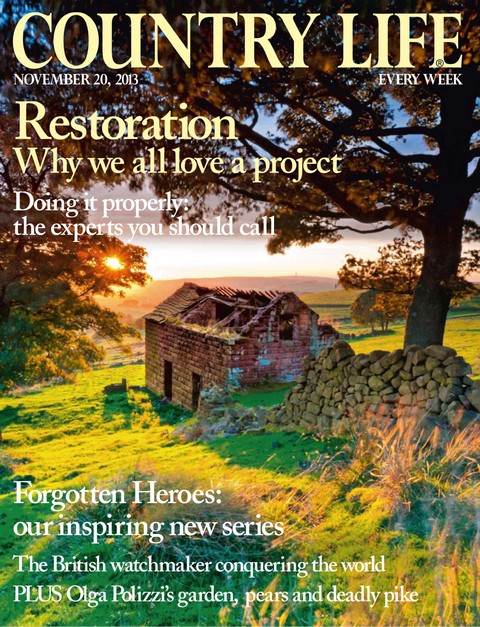 COUNTRY LIFE®
NOVEMBER 20, 2013
EVERY WEEK
Restoration
Why we all love a project
Doing it properly:
the experts you should call
Forgotten Heroes:
our inspiring new series
The British watchmaker conquering the world
PLUS Olga Polizzi's garden, pears and deadly pike